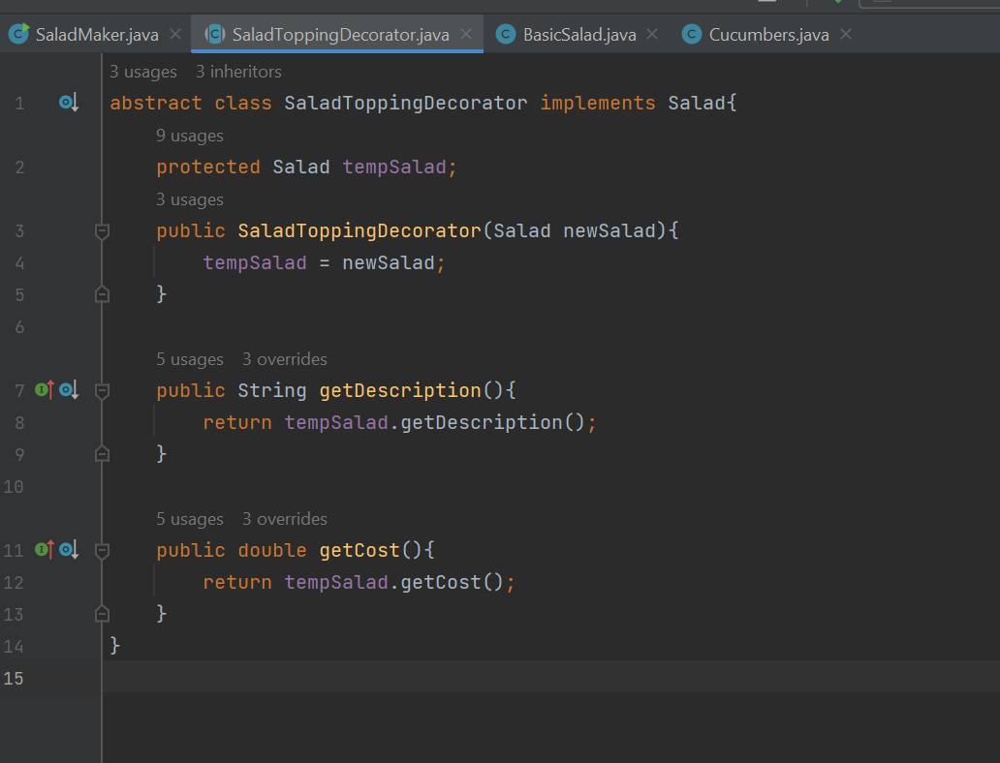 SaladMaker.java SaladToppingDecorator.java BasicSalad.java Cucumbers.java
3 usages 3 inheritors
1 abstract class SaladToppingDecorator implements Salad{
9 usages
2 protected Salad tempSalad;
3 usages
3 public SaladToppingDecorator(Salad newSalad){
4 tempSalad = newSalad;
5 }
6
5 usages 3 overrides
7 public String getDescription(){
8 return tempSalad.getDescription();
9 }
10
5 usages 3 overrides
11 public double getCost(){
12 return tempSalad.getCost();
13 }
14 }
15